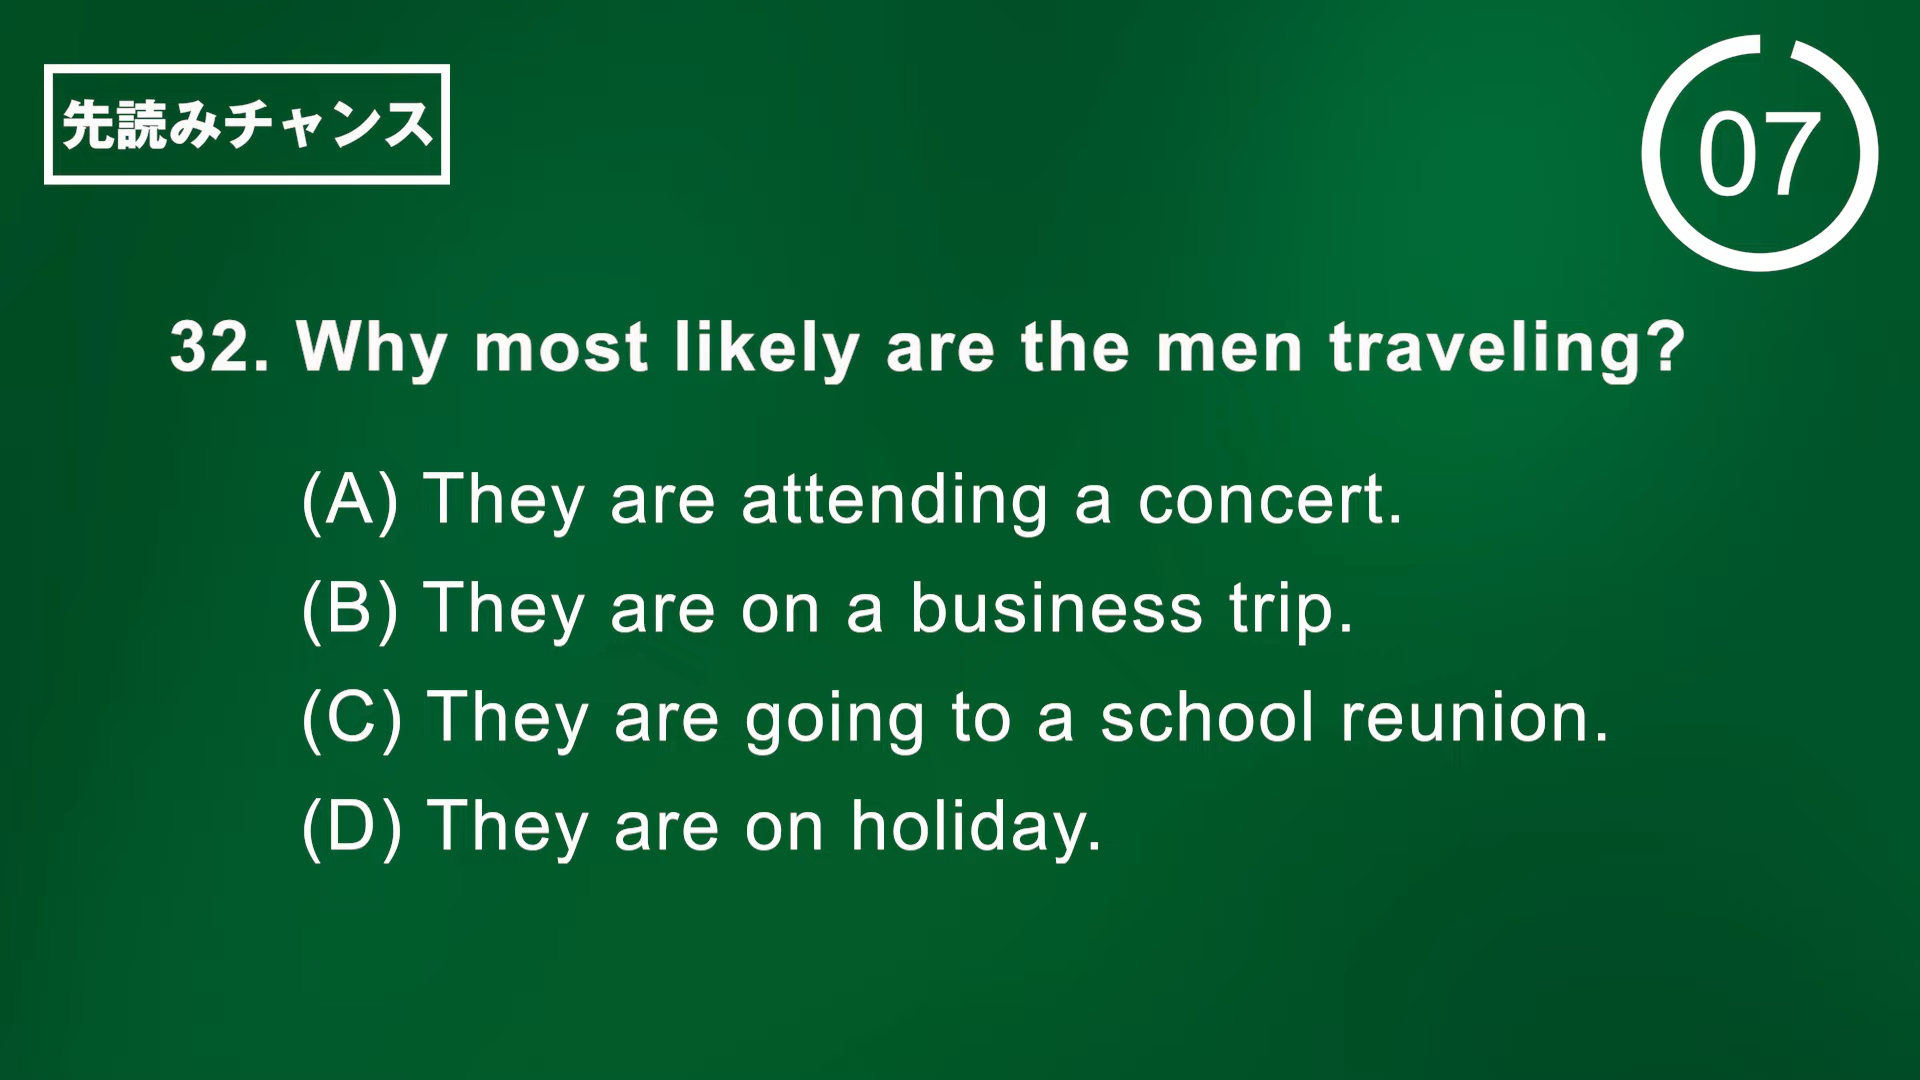 先読みチャンス
07
32. Why most likely are the men traveling?
(A) They are attending a concert.
(B) They are on a business trip.
(C) They are going to a school reunion.
(D) They are on holiday.